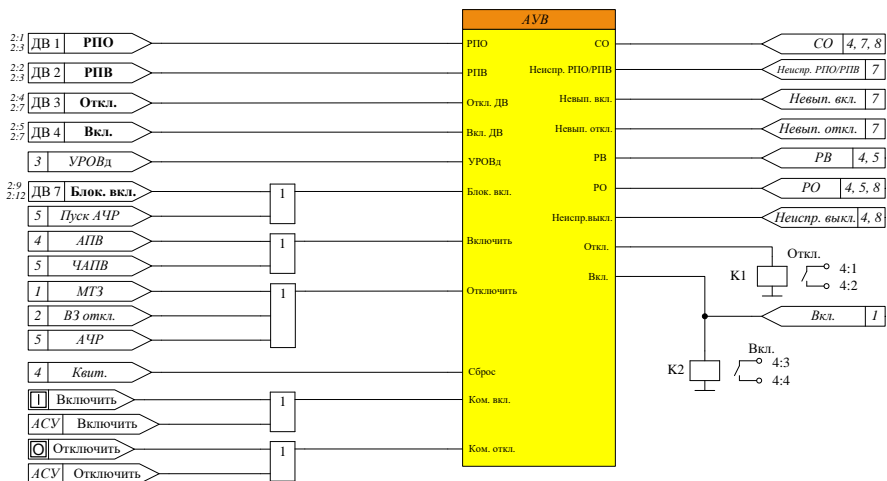 АУВ
2:1
2:3
ДВ 1 РПО
РПО
СО
СО 4, 7, 8
2:2
2:3
ДВ 2 РПВ
РПВ
Неиспр. РПО/РПВ
Неиспр. РПО/РПВ 7
2:4
2:7
ДВ 3 Откл.
Откл. ДВ
Невып. вкл.
Невып. вкл. 7
2:5
2:7
ДВ 4 Вкл.
Вкл. ДВ
Невып. откл.
Невып. откл. 7
3 УРОВд
УРОВд
РВ
РВ 4, 5
2:9
2:12
ДВ 7 Блок. вкл.
1
Блок. вкл.
РО
РО 4, 5, 8
5 Пуск АЧР
Неиспр.выкл.
Неиспр. выкл. 4, 8
4 АПВ
1
Включить
Откл.
5 ЧАПВ
Вкл.
Откл.
К1
4:1
4:2
1 МТЗ
1
Отключить
2 ВЗ откл.
Вкл. 1
5 АЧР
Вкл.
К2
4:3
4:4
4 Квит.
Сброс
I Включить
1
Ком. вкл.
АСУ Включить
O Отключить
1
Ком. откл.
АСУ Отключить